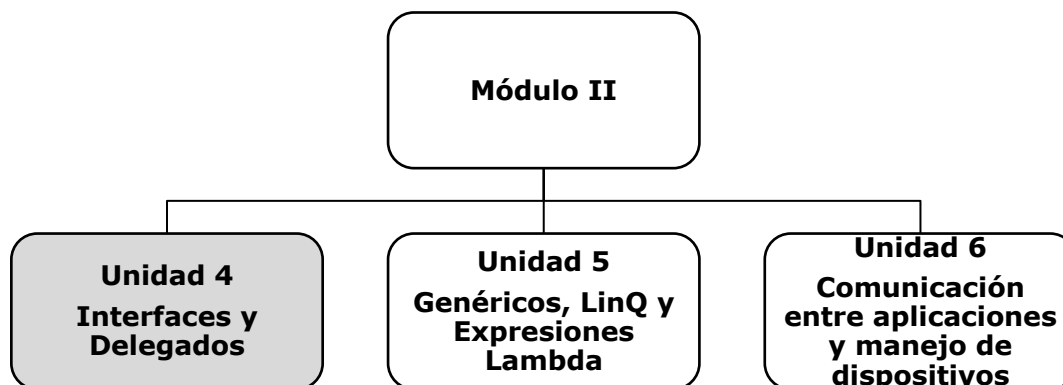 Módulo II
Unidad 4
Interfaces y
Delegados
Unidad 5
Genéricos, LinQ y
Expresiones
Lambda
Unidad 6
Comunicación
entre aplicaciones
y manejo de
dispositivos